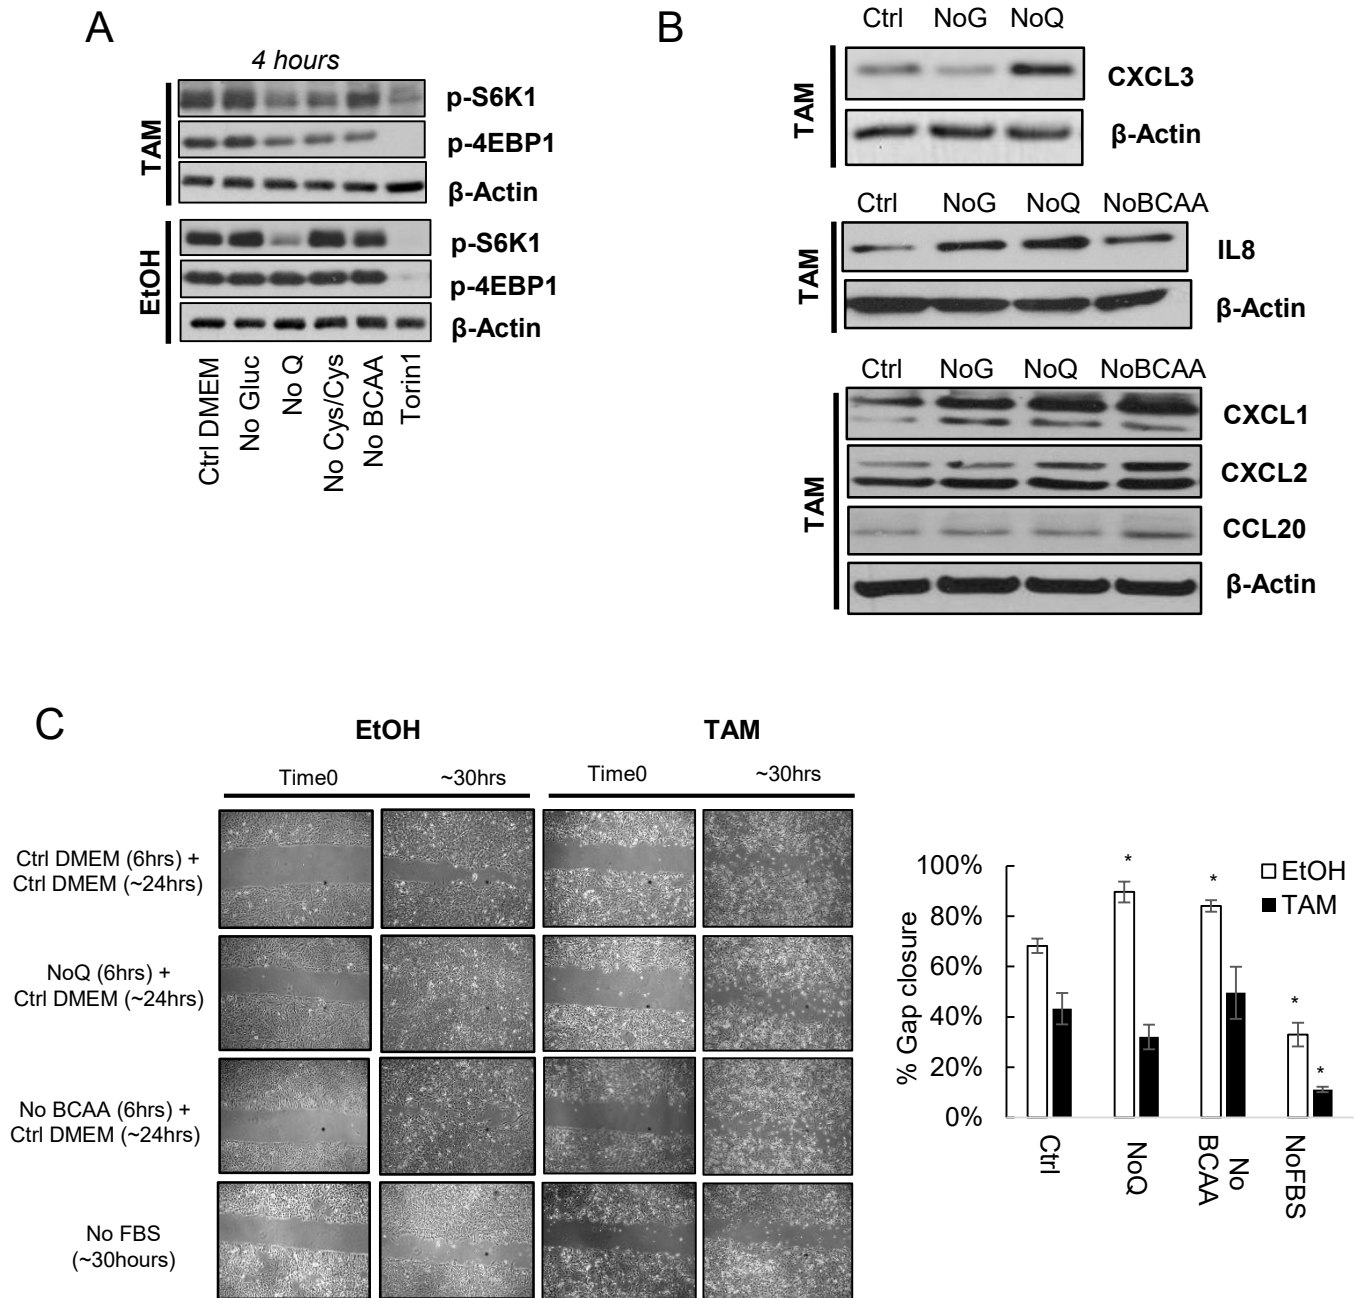 A
4 hours
TAM
p-S6K1
p-4EBP1
β-Actin
EtOH
p-S6K1
p-4EBP1
β-Actin
Ctrl DMEM
No Gluc
No Q
No Cys/Cys
No BCAA
Torin1
B
Ctrl NoG NoQ
TAM
CXCL3
β-Actin
Ctrl NoG NoQ NoBCAA
TAM
IL8
β-Actin
Ctrl NoG NoQ NoBCAA
TAM
CXCL1
CXCL2
CCL20
β-Actin
C
EtOH TAM
Time0 ~30hrs Time0 ~30hrs
Ctrl DMEM (6hrs) +
Ctrl DMEM (~24hrs)
NoQ (6hrs) +
Ctrl DMEM (~24hrs)
No BCAA (6hrs) +
Ctrl DMEM (~24hrs)
No FBS
(~30hours)
% Gap closure
100%
80%
60%
40%
20%
0%
*
*
*
*
EtOH
TAM
Ctrl
NoQ
No
BCAA
NoFBS